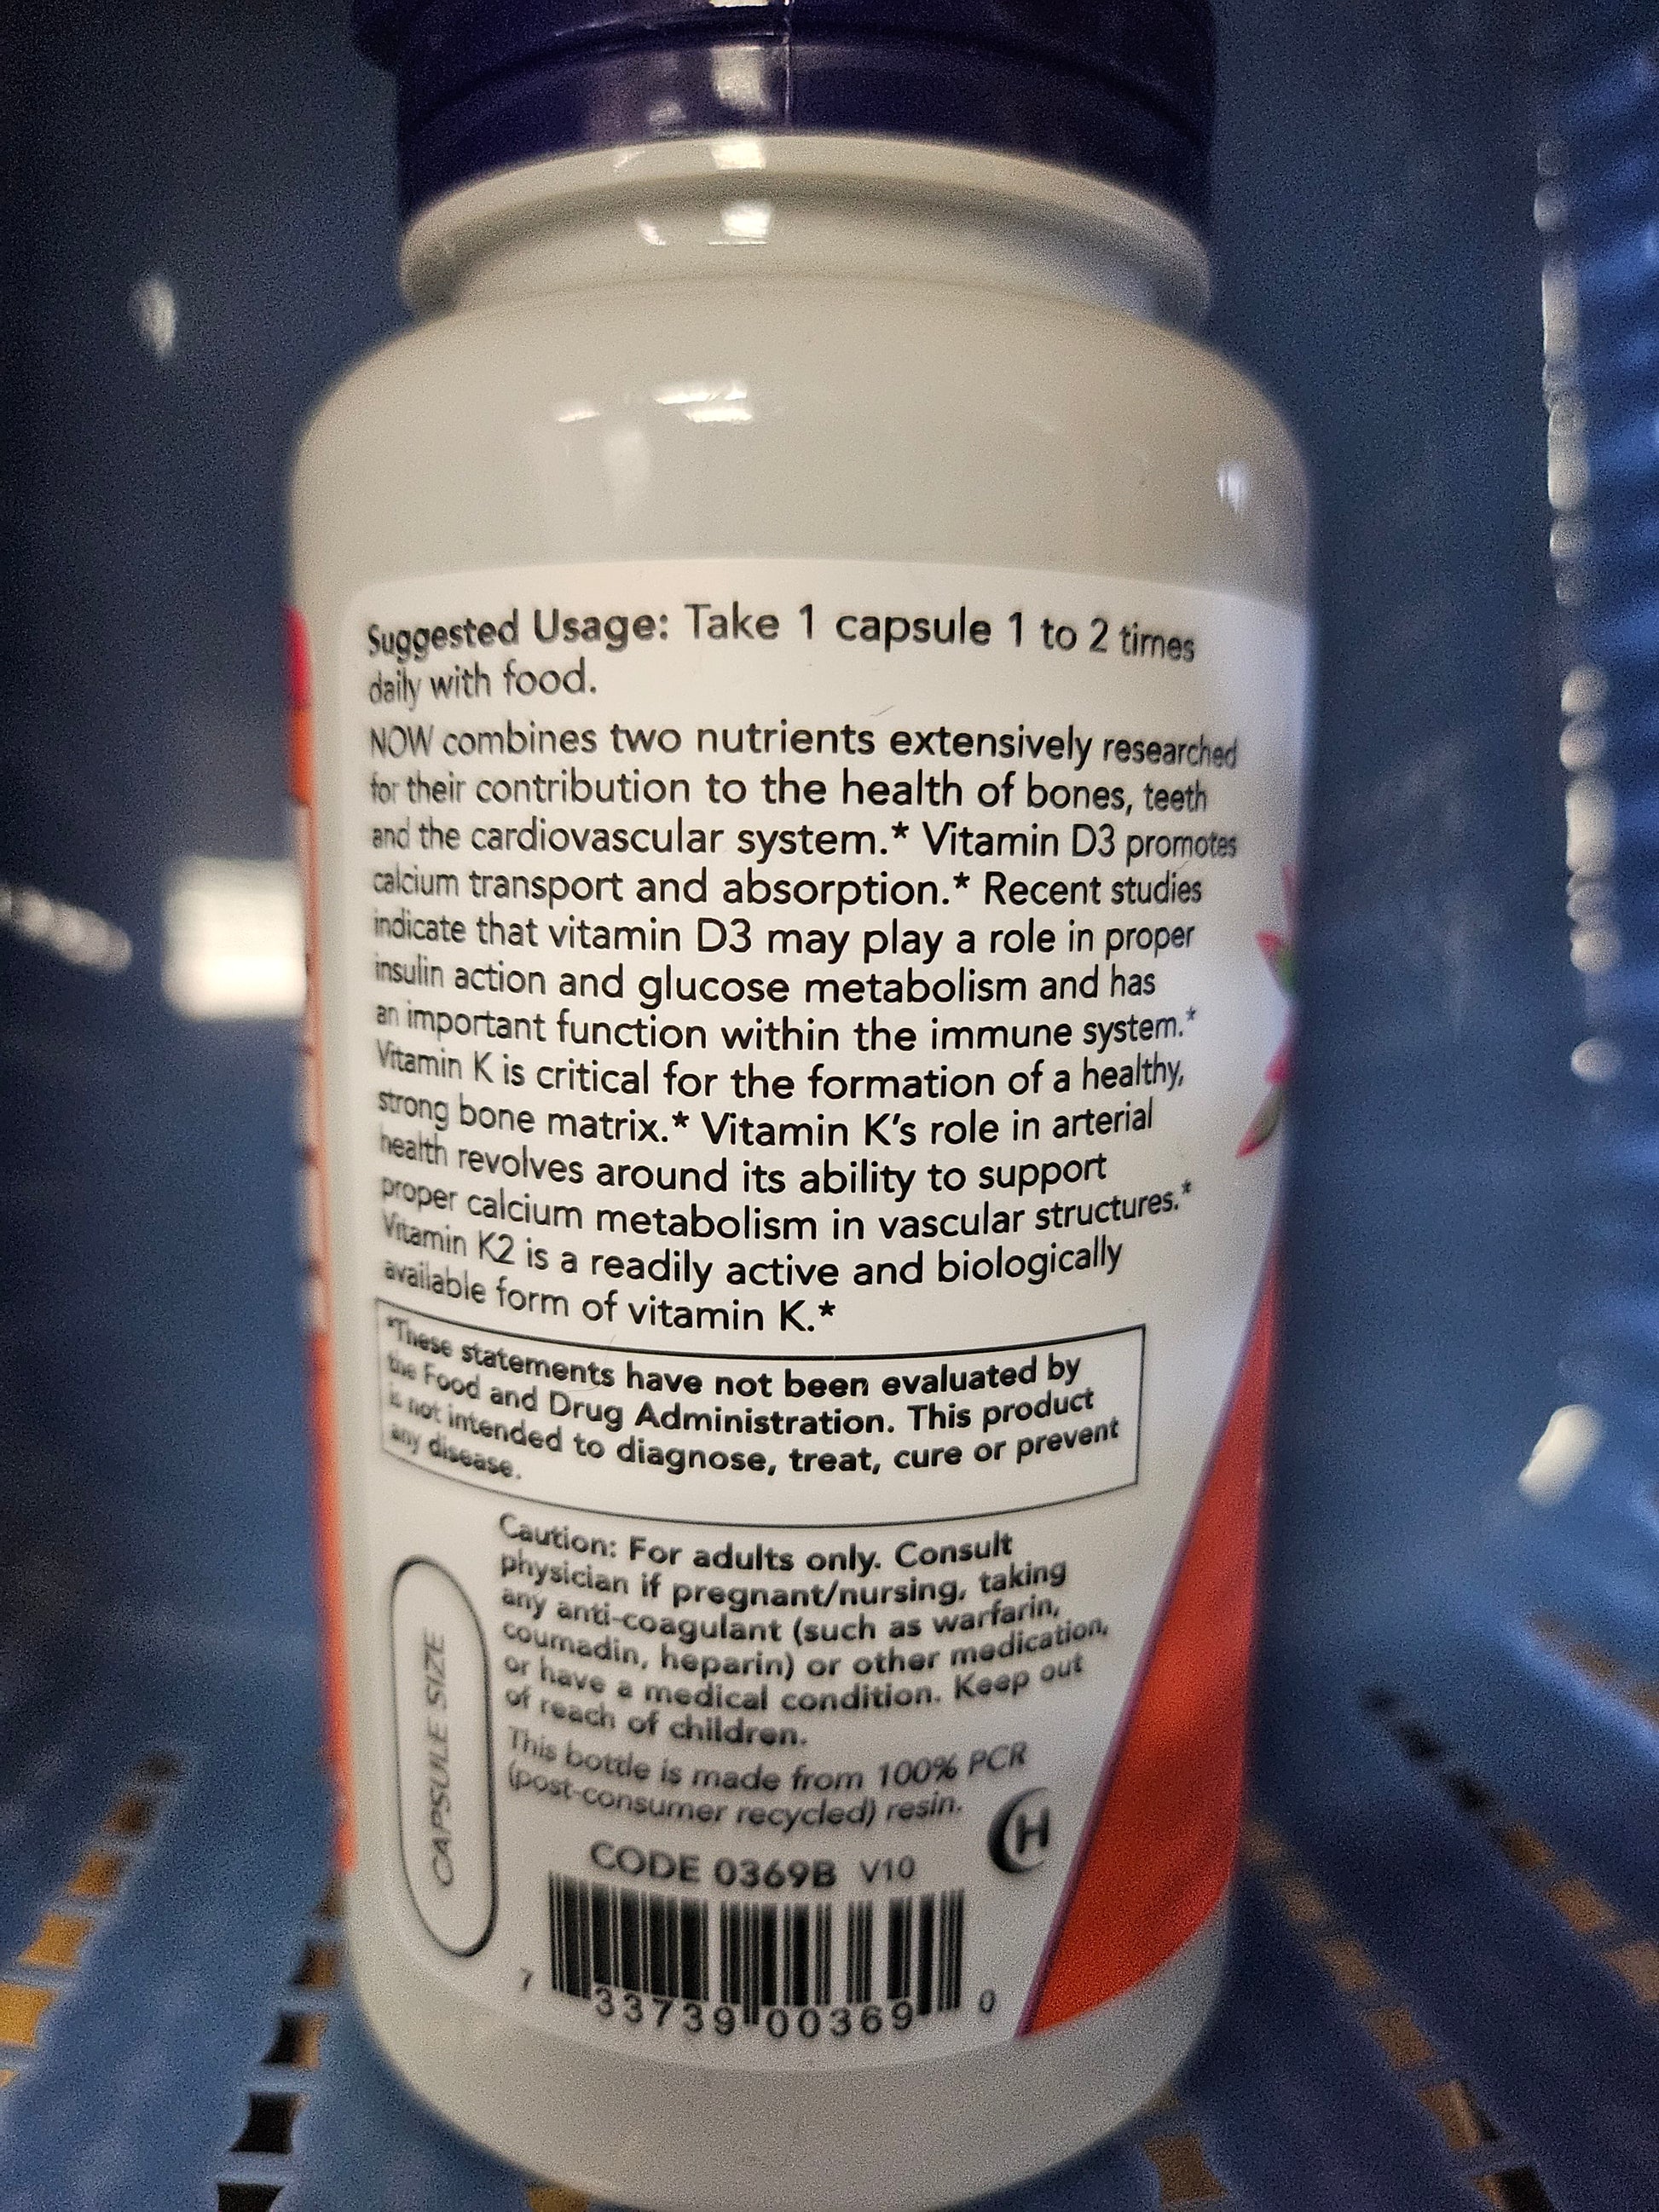 Suggested Usage: Take 1 capsule 1 to 2 times
daily with food.
NOW combines two nutrients extensively researched
for their contribution to the health of bones, teeth
and the cardiovascular system.* Vitamin D3 promotes
calcium transport and absorption.* Recent studies
indicate that vitamin D3 may play a role in proper
insulin action and glucose metabolism and has
an important function within the immune system.*
Vitamin K is critical for the formation of a healthy,
strong bone matrix.* Vitamin K's role in arterial
health revolves around its ability to support
proper calcium metabolism in vascular structures.*
Vitamin K2 is a readily active and biologically
available form of vitamin K.*
*These statements have not been evaluated by
the Food and Drug Administration. This product
is not intended to diagnose, treat, cure or prevent
any disease.
Caution: For adults only. Consult
physician if pregnant/nursing, taking
any anti-coagulant (such as warfarin,
coumadin, heparin) or other medication,
or have a medical condition. Keep out
of reach of children.
This bottle is made from 100% PCR
(post-consumer recycled) resin.
CAPSULE SIZE
CH
CODE 0369B V10
7 33739 00369 0